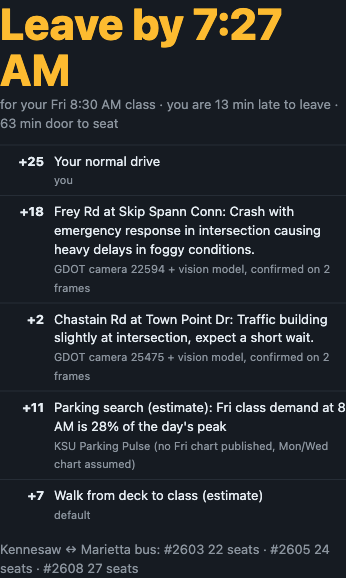 Leave by 7:27
AM
for your Fri 8:30 AM class · you are 13 min late to leave ·
63 min door to seat
+25 Your normal drive
you
+18 Frey Rd at Skip Spann Conn: Crash with
emergency response in intersection causing
heavy delays in foggy conditions.
GDOT camera 22594 + vision model, confirmed on 2
frames
+2 Chastain Rd at Town Point Dr: Traffic building
slightly at intersection, expect a short wait.
GDOT camera 25475 + vision model, confirmed on 2
frames
+11 Parking search (estimate): Fri class demand at 8
AM is 28% of the day's peak
KSU Parking Pulse (no Fri chart published, Mon/Wed
chart assumed)
+7 Walk from deck to class (estimate)
default
Kennesaw ↔ Marietta bus: #2603 22 seats · #2605 24
seats · #2608 27 seats